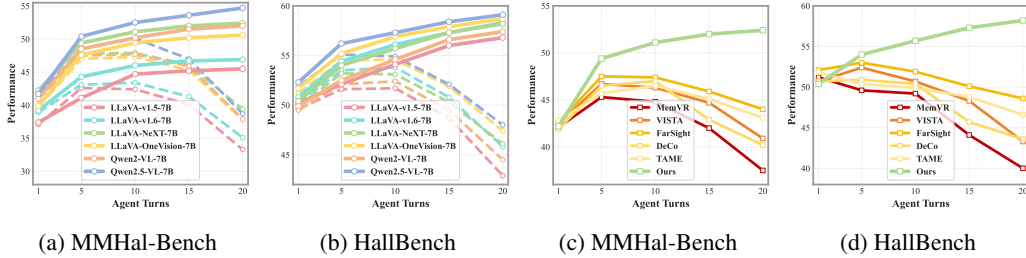 55
50
45
40
35
30
Performance
1
5
10
15
20
Agent Turns
LLaVA-v1.5-7B
LLaVA-v1.6-7B
LLaVA-NeXT-7B
LLaVA-OneVision-7B
Qwen2-VL-7B
Qwen2.5-VL-7B
(a) MMHal-Bench
60
55
50
45
Performance
1
5
10
15
20
Agent Turns
LLaVA-v1.5-7B
LLaVA-v1.6-7B
LLaVA-NeXT-7B
LLaVA-OneVision-7B
Qwen2-VL-7B
Qwen2.5-VL-7B
(b) HallBench
55
50
45
40
Performance
1
5
10
15
20
Agent Turns
MemVR
VISTA
FarSight
DeCo
TAME
Ours
(c) MMHal-Bench
60
55
50
45
40
Performance
1
5
10
15
20
Agent Turns
MemVR
VISTA
FarSight
DeCo
TAME
Ours
(d) HallBench